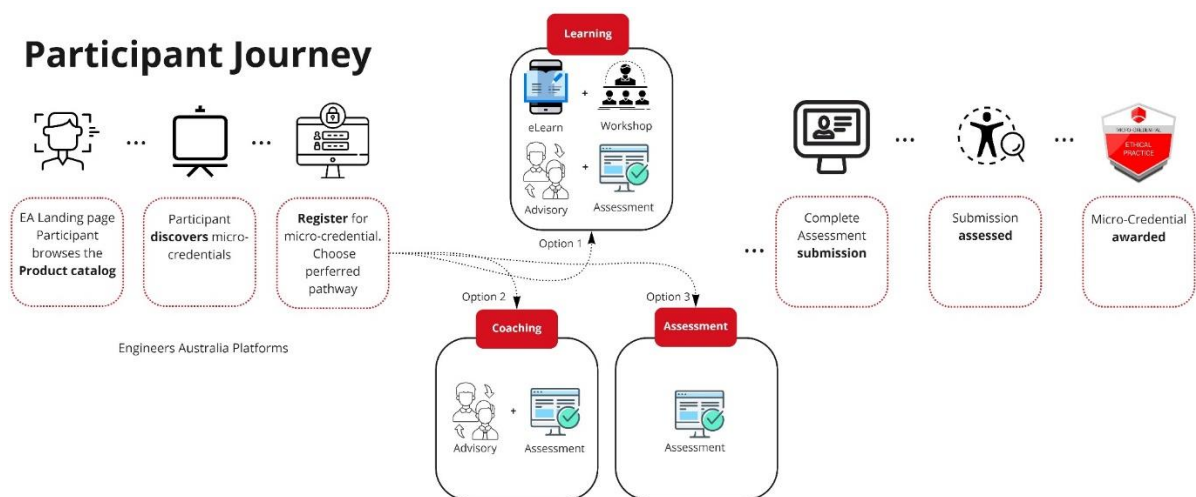 Participant Journey
EA Landing page
Participant
browses the
Product catalog
Participant
discovers micro-
credentials
Register for
micro-credential.
Choose
perferred
pathway
Engineers Australia Platforms
Learning
eLearn
+
Workshop
Advisory
+
Assessment
Option 1
Option 2
Coaching
Advisory
+
Assessment
Option 3
Assessment
Assessment
Complete
Assessment
submission
Submission
assessed
MICRO-CREDENTIAL
ETHICAL
PRACTICE
Micro-Credential
awarded